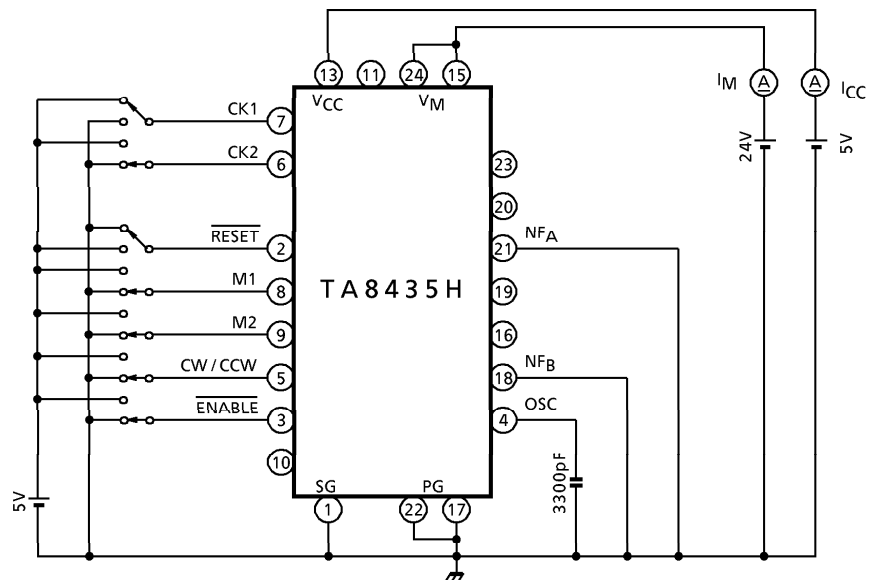 13 11 24 15
VCC VM
IM A A ICC
24V 5V
CK1 7
CK2 6 23
20
RESET 2 21 NFA
M1 8 TA8435H 19
M2 9 16
CW / CCW 5 18 NFB
ENABLE 3 4 OSC
10
3300pF
5V
SG PG
1 22 17